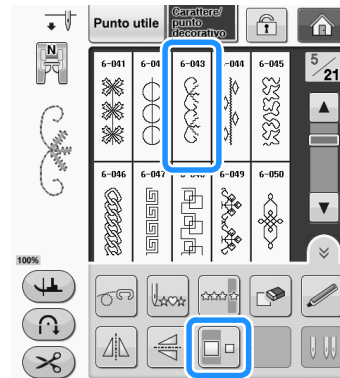 Punto utile
Carattere/
punto
decorativo
N
6-041
6-04
6-043
-044
6-045
5/21
6-046
6-047
6-049
6-050
100%